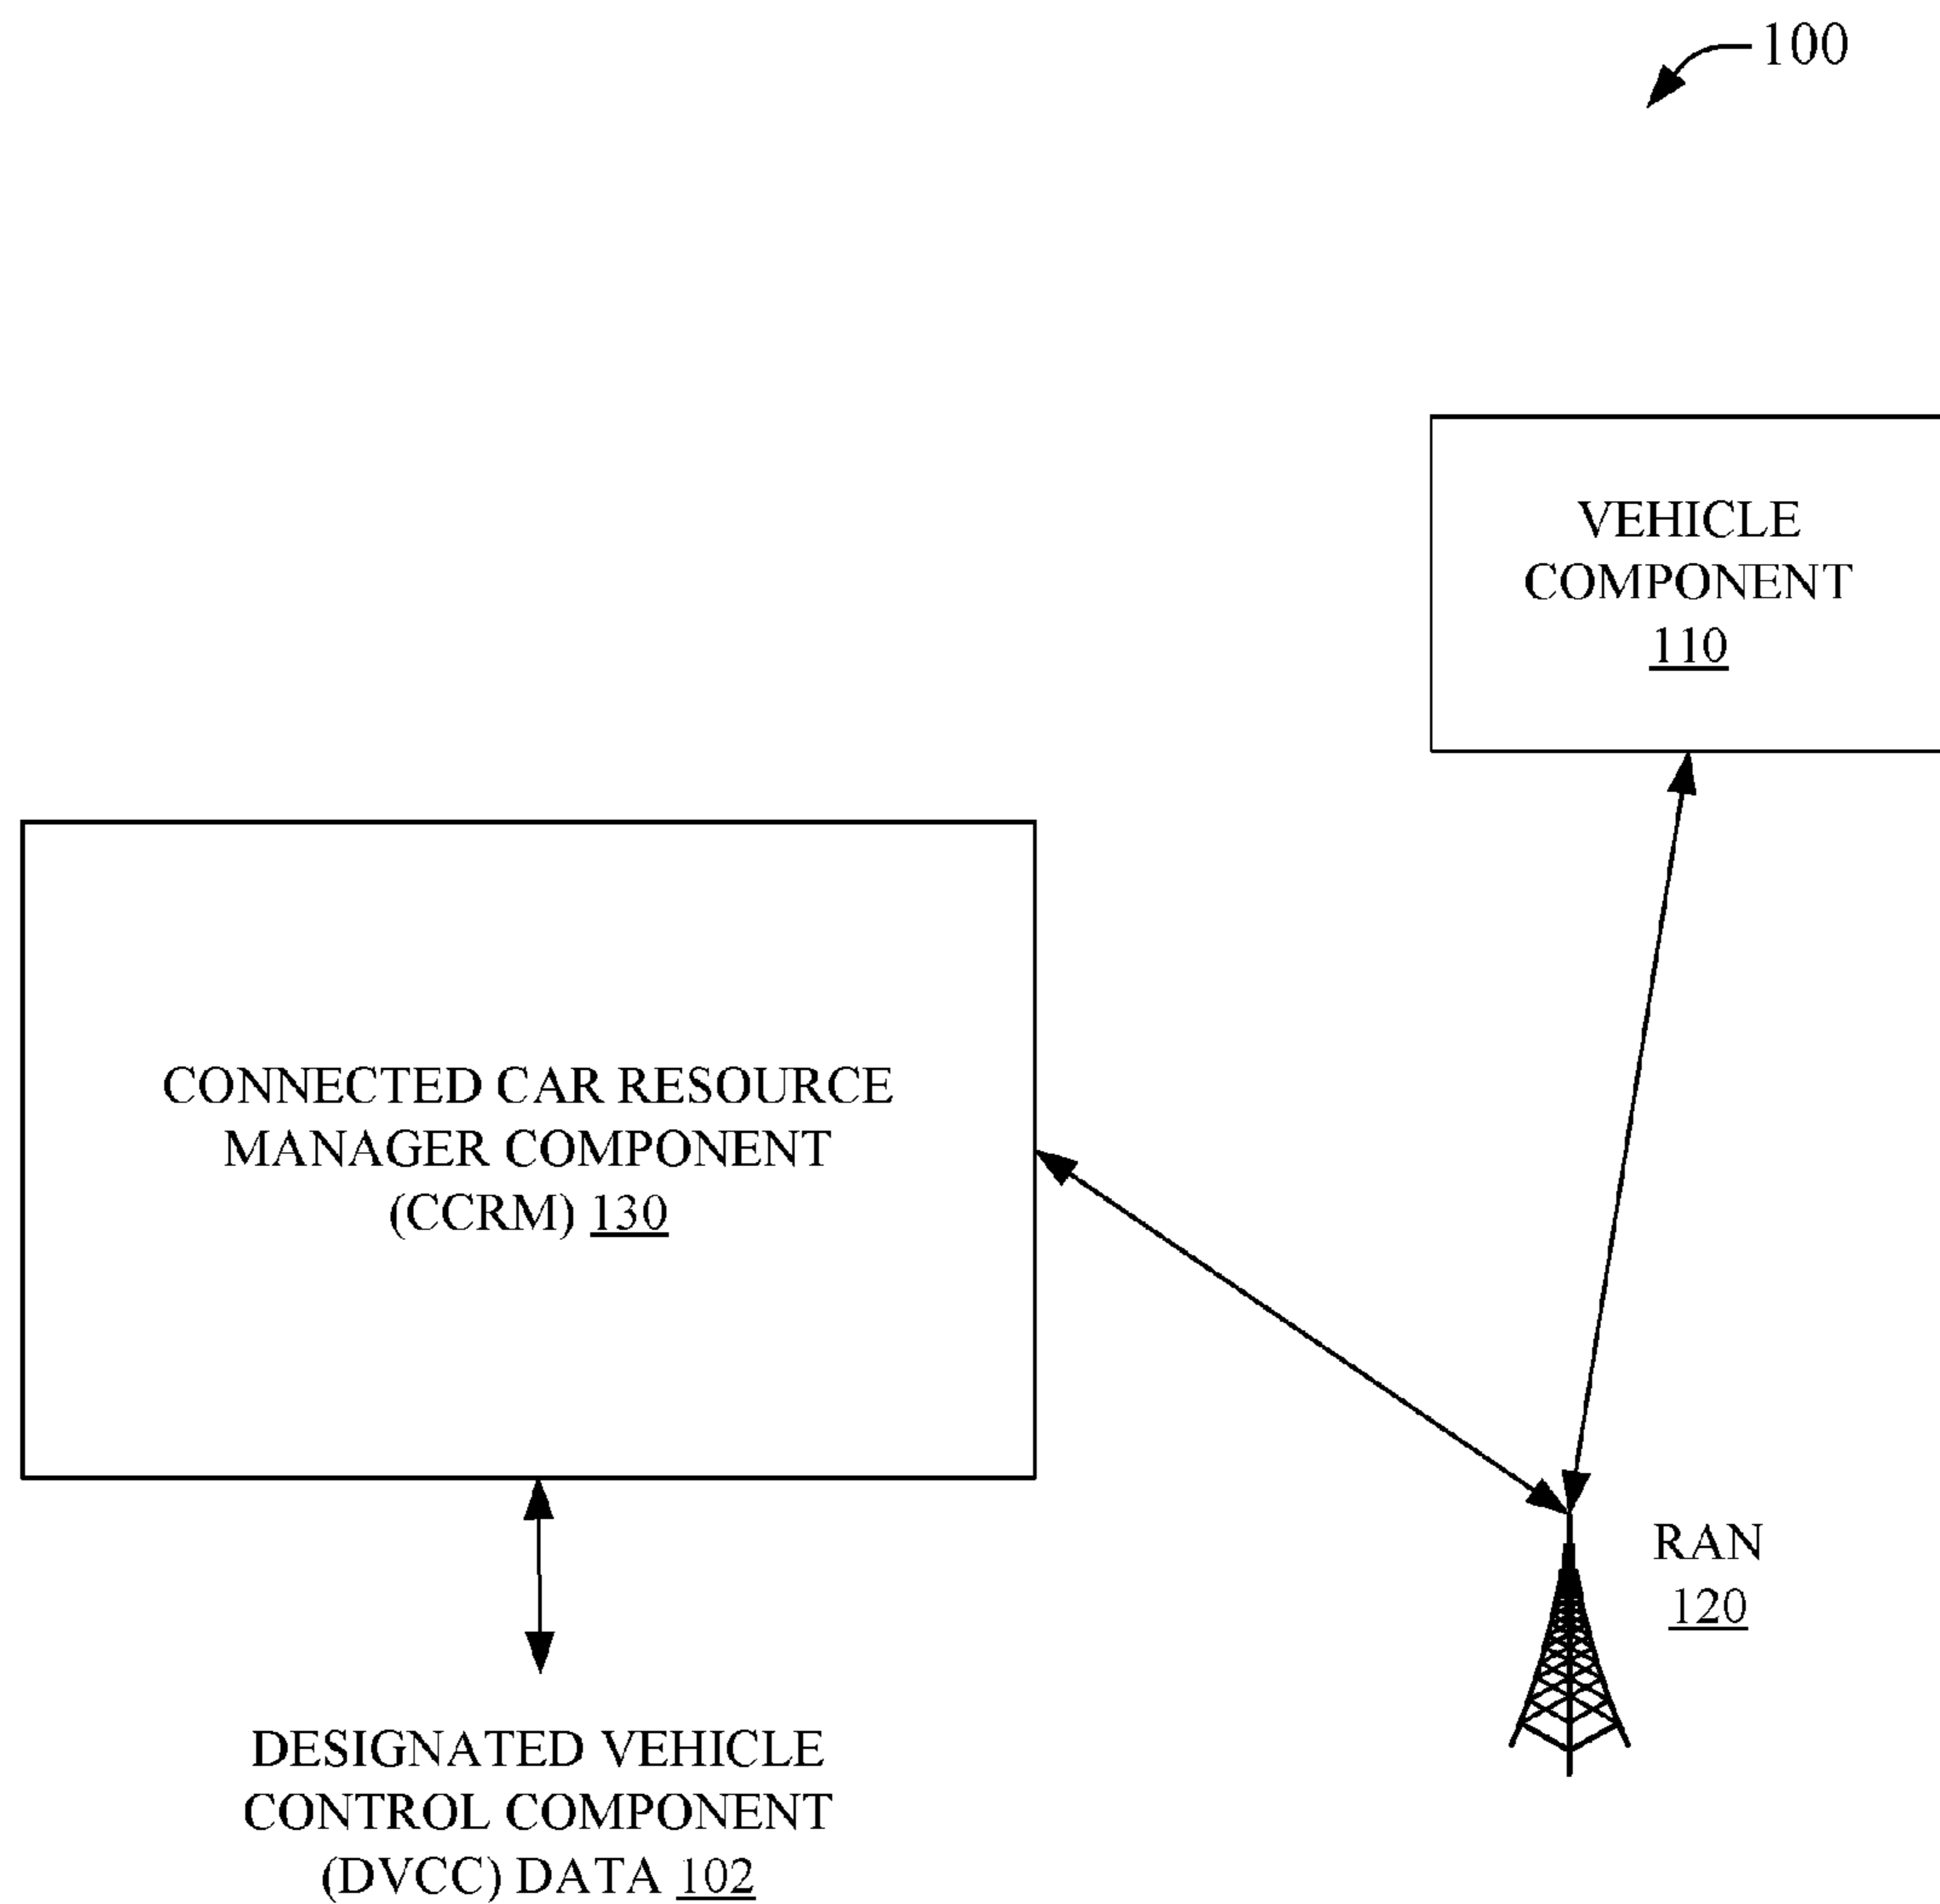 100
VEHICLE
COMPONENT
110
CONNECTED CAR RESOURCE
MANAGER COMPONENT
(CCRM) 130
RAN
120
DESIGNATED VEHICLE
CONTROL COMPONENT
(DVCC) DATA 102